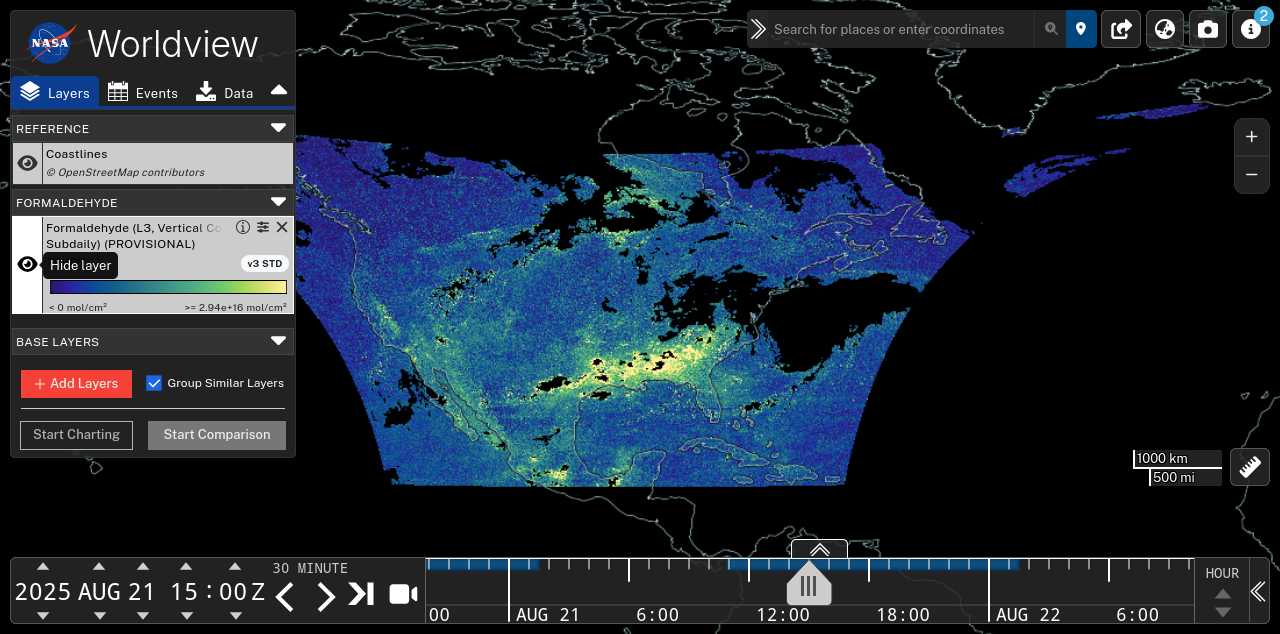 NASA Worldview
Search for places or enter coordinates
2
Layers Events Data
REFERENCE
Coastlines
© OpenStreetMap contributors
FORMALDEHYDE
Formaldehyde (L3, Vertical Co
Subdaily) (PROVISIONAL)
Hide layer
v3 STD
< 0 mol/cm²
>= 2.94e+16 mol/cm²
BASE LAYERS
+ Add Layers
Group Similar Layers
Start Charting
Start Comparison
+
−
1000 km
500 mi
30 MINUTE
2025 AUG 21 15 : 00 Z
HOUR
00 AUG 21 6:00 12:00 18:00 AUG 22 6:00